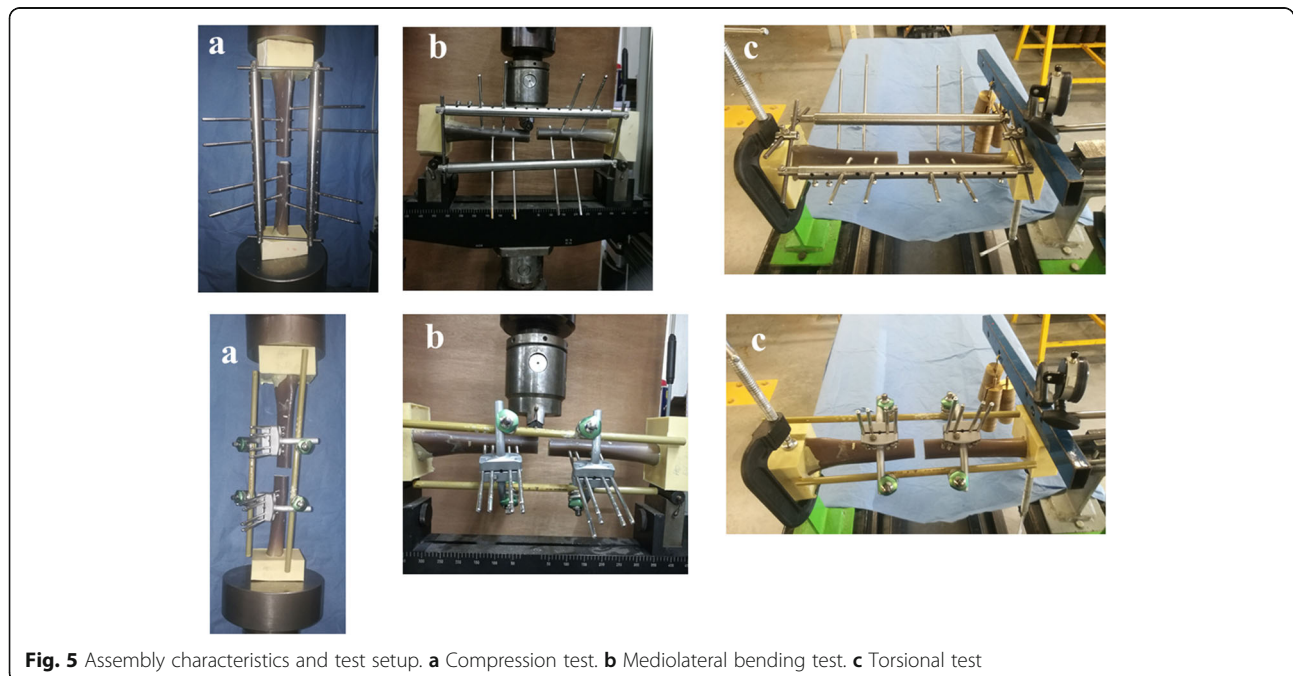 a
b
c
a
b
c
Fig. 5 Assembly characteristics and test setup. a Compression test. b Mediolateral bending test. c Torsional test